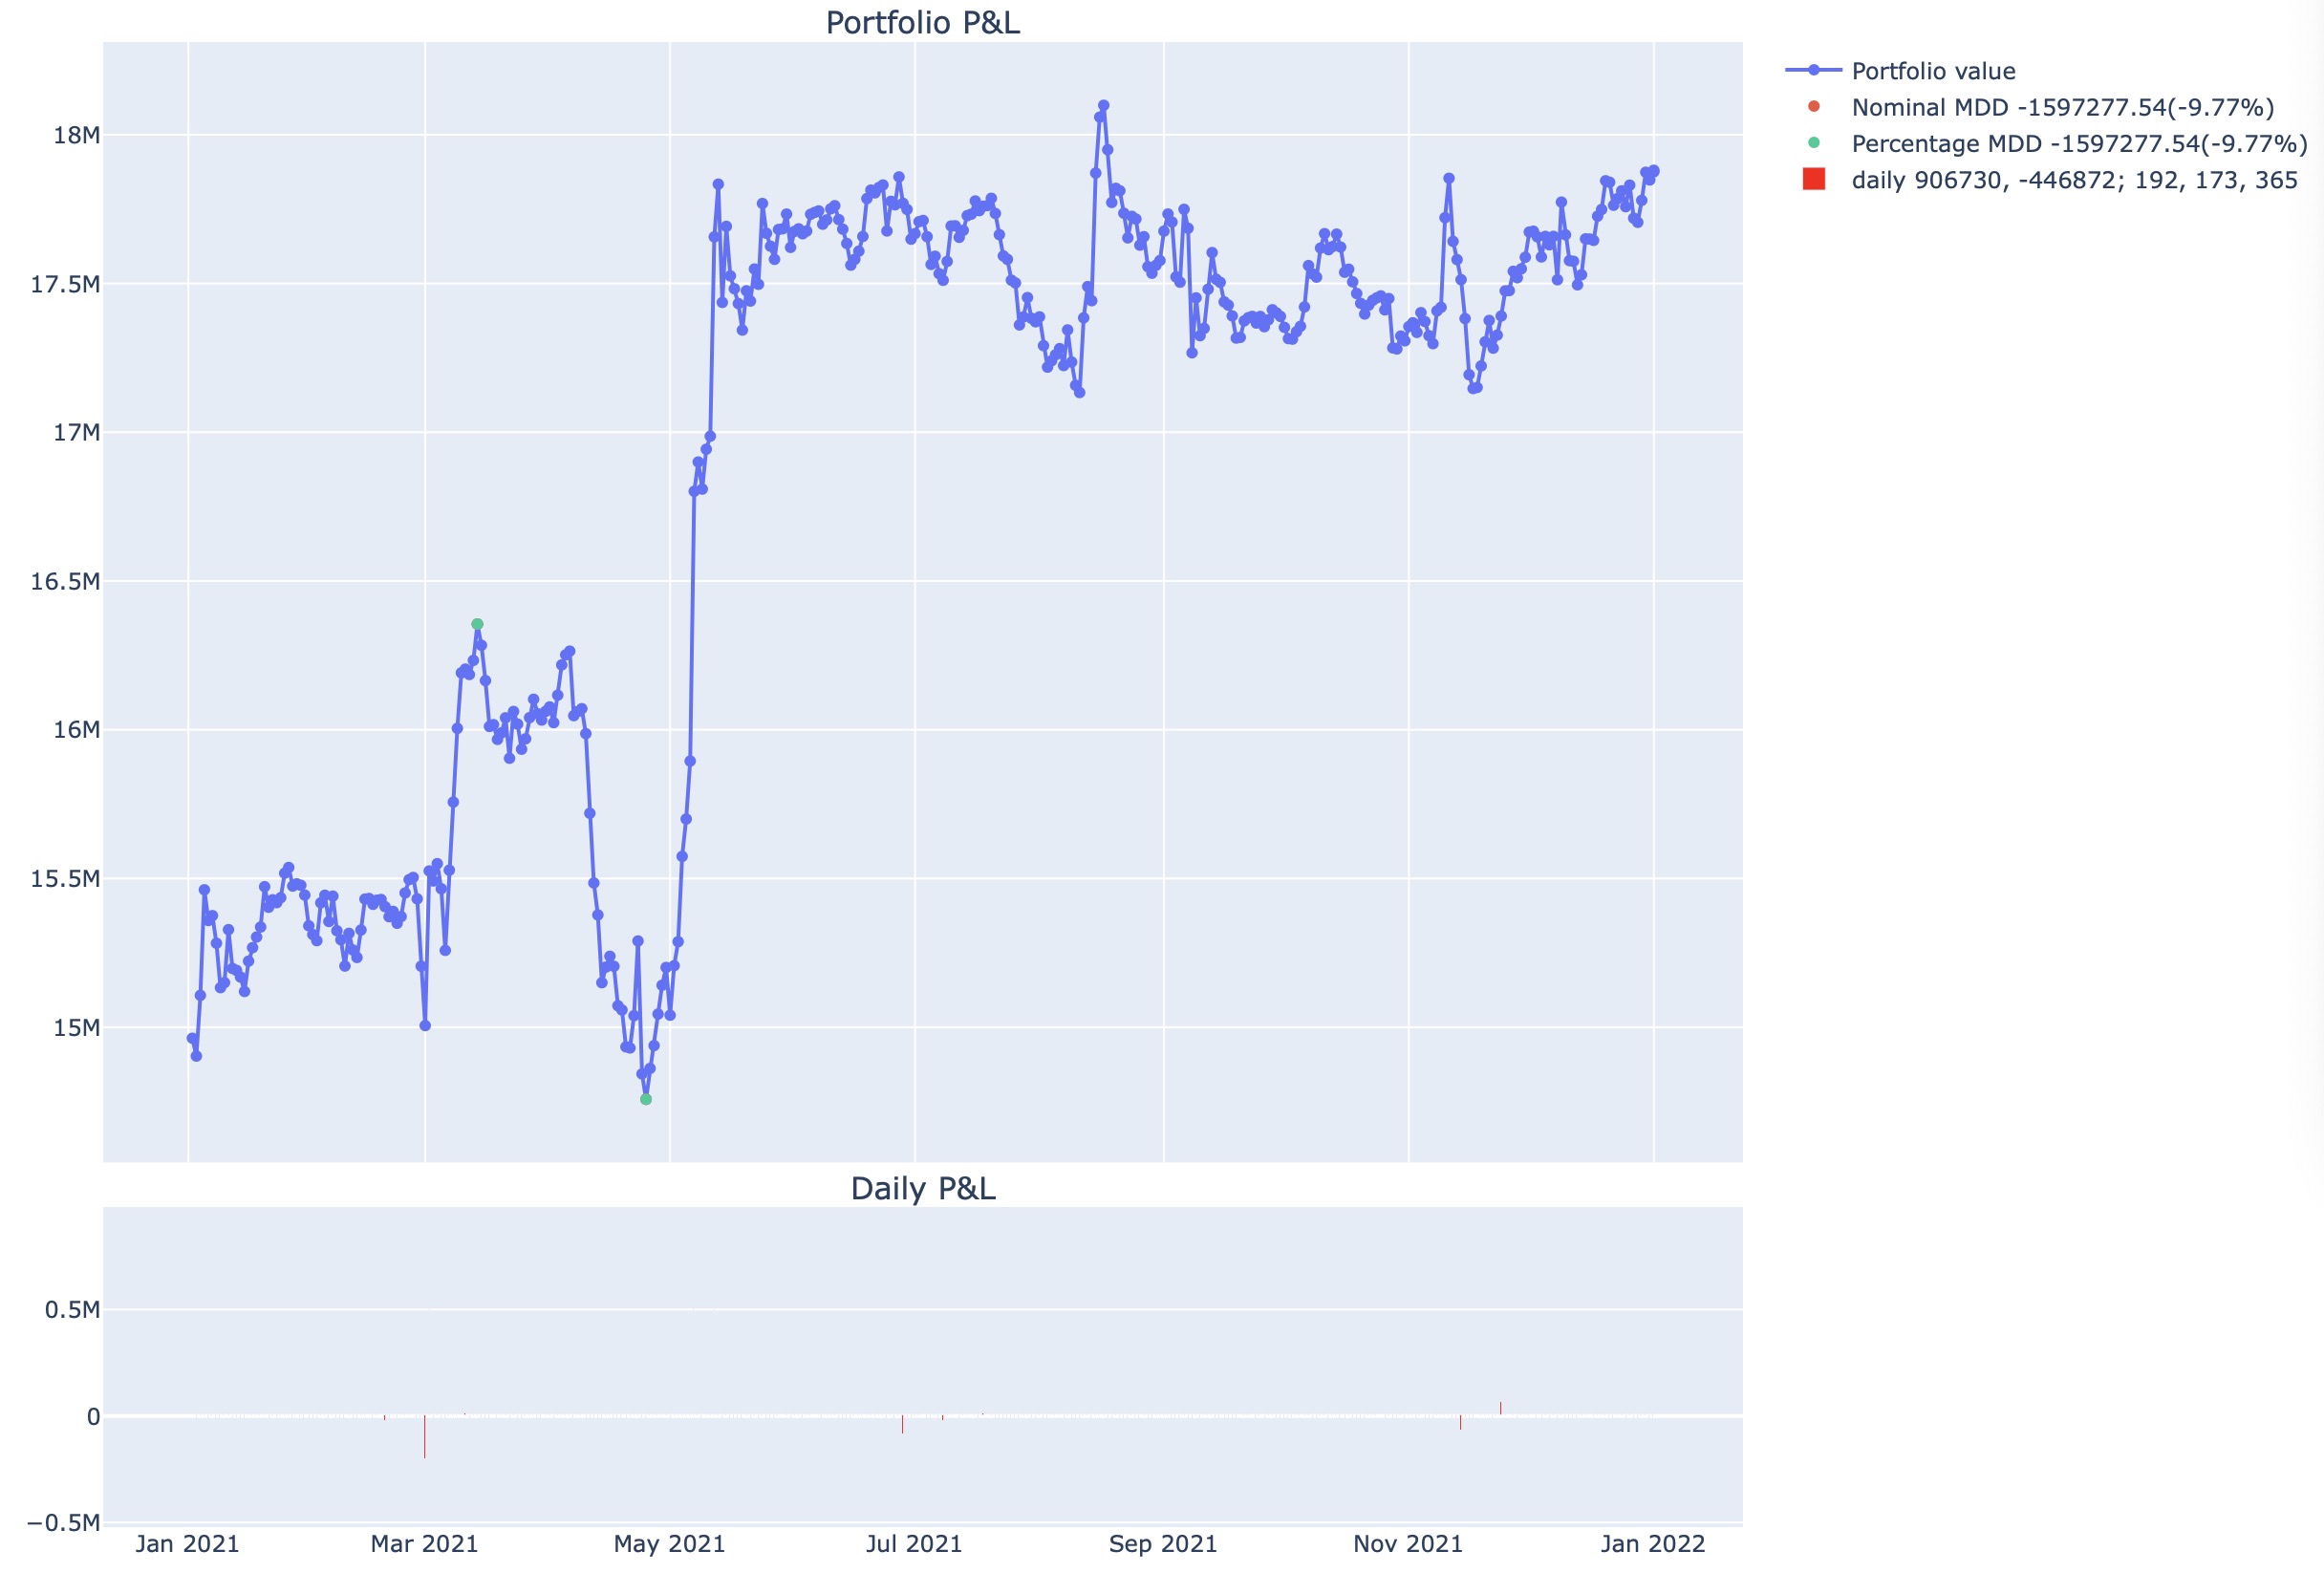 Portfolio P&L
Portfolio value
Nominal MDD -1597277.54(-9.77%)
Percentage MDD -1597277.54(-9.77%)
daily 906730, -446872; 192, 173, 365
18M
17.5M
17M
16.5M
16M
15.5M
15M
Daily P&L
0.5M
0
−0.5M
Jan 2021 Mar 2021 May 2021 Jul 2021 Sep 2021 Nov 2021 Jan 2022